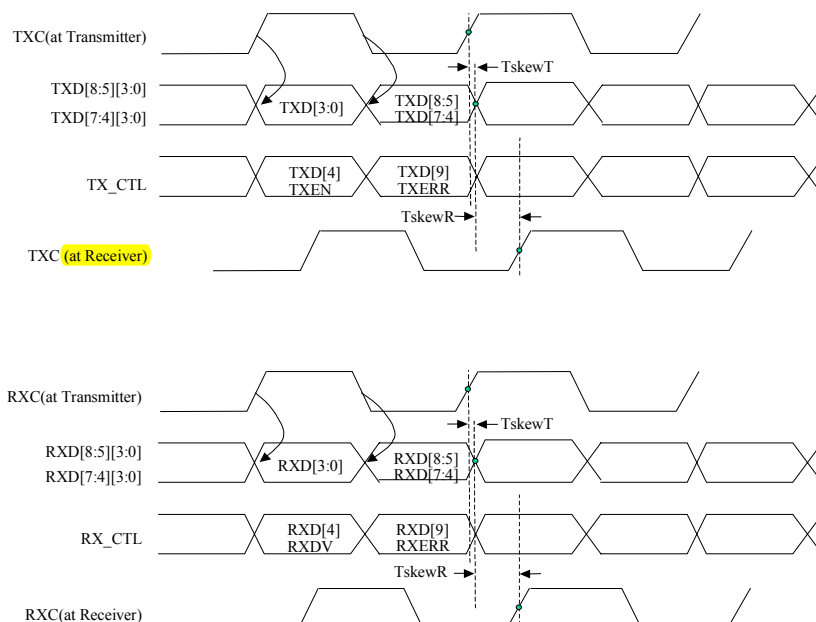 TXC(at Transmitter)
TskewT
TXD[8:5][3:0]
TXD[7:4][3:0]
TXD[3:0]
TXD[8:5]
TXD[7:4]
TX_CTL
TXD[4]
TXEN
TXD[9]
TXERR
TskewR
TXC (at Receiver)
RXC(at Transmitter)
TskewT
RXD[8:5][3:0]
RXD[7:4][3:0]
RXD[3:0]
RXD[8:5]
RXD[7:4]
RX_CTL
RXD[4]
RXDV
RXD[9]
RXERR
TskewR
RXC(at Receiver)